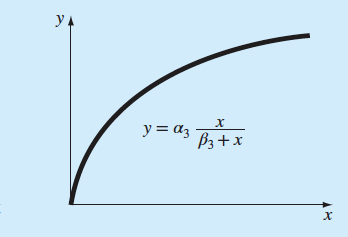 y
y = α₃ x / (β₃ + x)
x